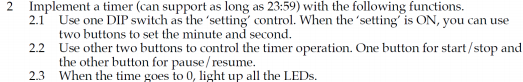 2 Implement a timer (can support as long as 23:59) with the following functions.
2.1 Use one DIP switch as the ‘setting’ control. When the ‘setting’ is ON, you can use
two buttons to set the minute and second.
2.2 Use other two buttons to control the timer operation. One button for start/stop and
the other button for pause/resume.
2.3 When the time goes to 0, light up all the LEDs.